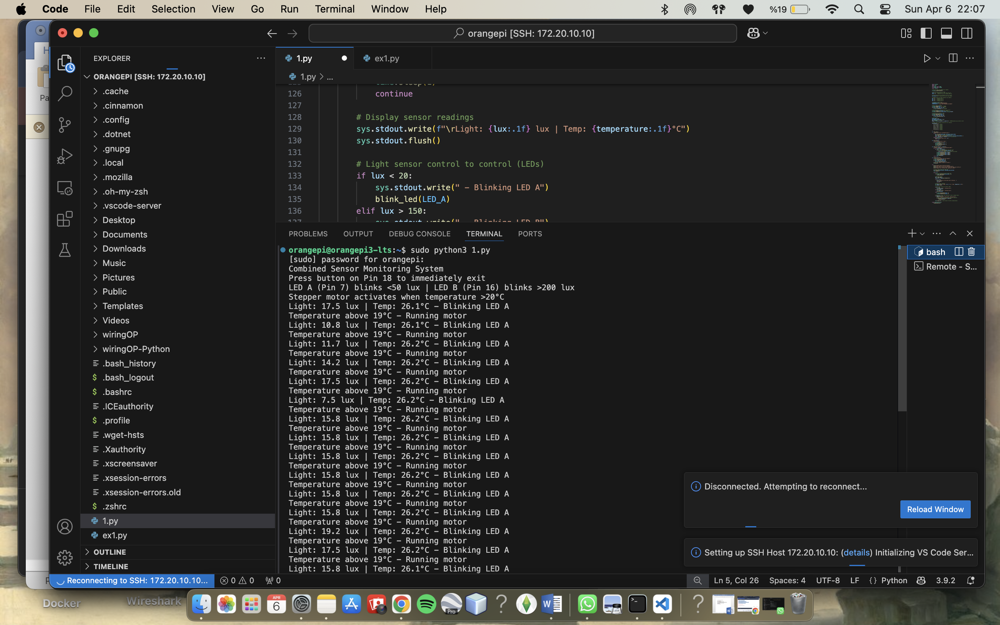 Code File Edit Selection View Go Run Terminal Window Help %19 Sun Apr 6 22:07
orangepi [SSH: 172.20.10.10]
EXPLORER
ORANGEPI [SSH: 172.20.10.10]
.cache
.cinnamon
.config
.dotnet
.gnupg
.local
.mozilla
.oh-my-zsh
.vscode-server
Desktop
Documents
Downloads
Music
Pictures
Public
Templates
Videos
wiringOP
wiringOP-Python
.bash_history
.bash_logout
.bashrc
.ICEauthority
.profile
.wget-hsts
.Xauthority
.xscreensaver
.xsession-errors
.xsession-errors.old
.zshrc
1.py
ex1.py
OUTLINE
TIMELINE
1.py ex1.py
1.py > ...
126 continue
127
128 # Display sensor readings
129 sys.stdout.write(f"\rLight: {lux:.1f} lux | Temp: {temperature:.1f}°C")
130 sys.stdout.flush()
131
132 # Light sensor control to control (LEDs)
133 if lux < 20:
134 sys.stdout.write(" - Blinking LED A")
135 blink_led(LED_A)
136 elif lux > 150:
137 sys.stdout.write(" - Blinking LED B")
PROBLEMS OUTPUT DEBUG CONSOLE TERMINAL PORTS
orangepi@orangepi3-lts:~$ sudo python3 1.py
[sudo] password for orangepi:
Combined Sensor Monitoring System
Press button on Pin 18 to immediately exit
LED A (Pin 7) blinks <50 lux | LED B (Pin 16) blinks >200 lux
Stepper motor activates when temperature >20°C
Light: 17.5 lux | Temp: 26.1°C - Blinking LED A
Temperature above 19°C - Running motor
Light: 10.8 lux | Temp: 26.1°C - Blinking LED A
Temperature above 19°C - Running motor
Light: 11.7 lux | Temp: 26.2°C - Blinking LED A
Temperature above 19°C - Running motor
Light: 14.2 lux | Temp: 26.2°C - Blinking LED A
Temperature above 19°C - Running motor
Light: 17.5 lux | Temp: 26.2°C - Blinking LED A
Temperature above 19°C - Running motor
Light: 7.5 lux | Temp: 26.2°C - Blinking LED A
Temperature above 19°C - Running motor
Light: 15.8 lux | Temp: 26.2°C - Blinking LED A
Temperature above 19°C - Running motor
Light: 15.8 lux | Temp: 26.2°C - Blinking LED A
Temperature above 19°C - Running motor
Light: 15.8 lux | Temp: 26.2°C - Blinking LED A
Temperature above 19°C - Running motor
Light: 15.8 lux | Temp: 26.2°C - Blinking LED A
Temperature above 19°C - Running motor
Light: 15.8 lux | Temp: 26.2°C - Blinking LED A
Temperature above 19°C - Running motor
Light: 15.8 lux | Temp: 26.2°C - Blinking LED A
Temperature above 19°C - Running motor
Light: 19.2 lux | Temp: 26.2°C - Blinking LED A
Temperature above 19°C - Running motor
Light: 17.5 lux | Temp: 26.2°C - Blinking LED A
Temperature above 19°C - Running motor
Light: 15.8 lux | Temp: 26.1°C - Blinking LED A
bash
Remote - S...
Disconnected. Attempting to reconnect...
Reload Window
Setting up SSH Host 172.20.10.10: (details) Initializing VS Code Ser...
Reconnecting to SSH: 172.20.10.10... 0 0 0 Ln 5, Col 26 Spaces: 4 UTF-8 LF {} Python 3.9.2
Docker Wireshark
APR
6
Pro